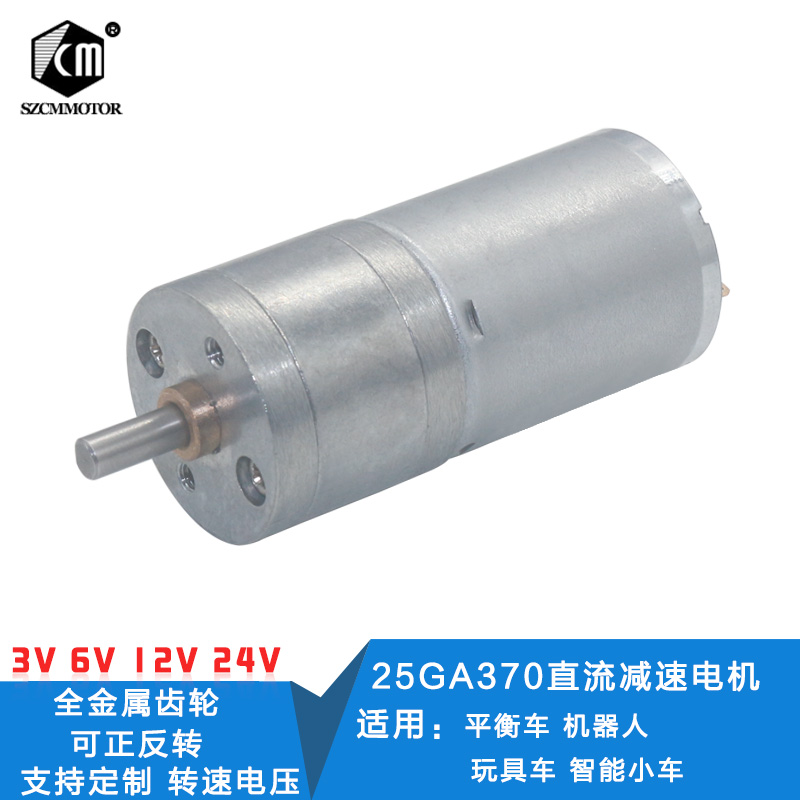 CM®
SZCMMOTOR
3V 6V 12V 24V
全金属齿轮
可正反转
支持定制 转速电压
25GA370直流减速电机
适用：平衡车 机器人
玩具车 智能小车